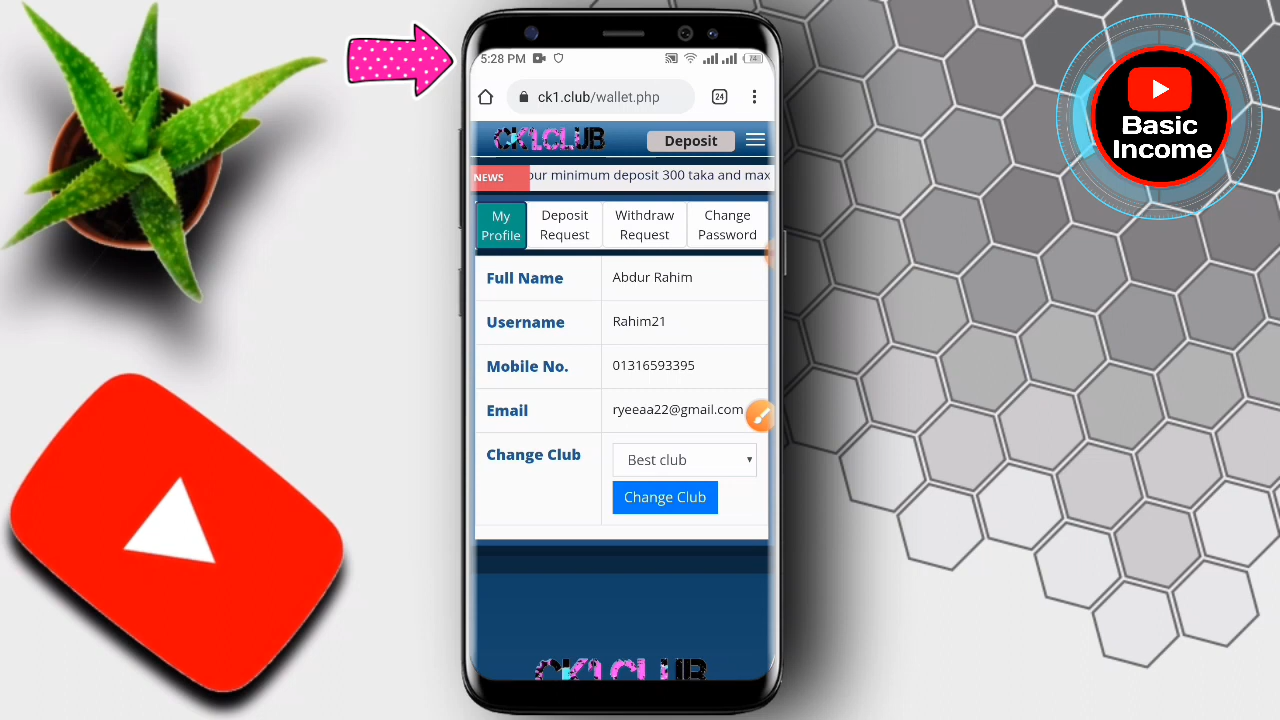 5:28 PM
24
ck1.club/wallet.php
CK1CLUB
Deposit
NEWS
our minimum deposit 300 taka and max
My
Profile
Deposit
Request
Withdraw
Request
Change
Password
Full Name
Abdur Rahim
Username
Rahim21
Mobile No.
01316593395
Email
ryeeaa22@gmail.com
Change Club
Best club
Change Club
CK1CLUB
Basic
Income